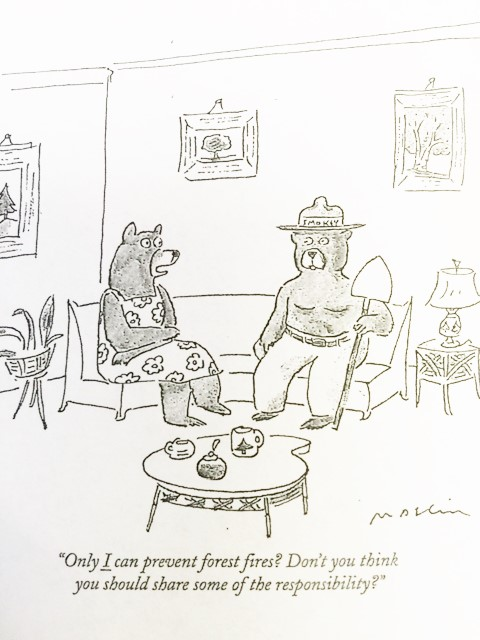 SMOKEY
"Only I can prevent forest fires? Don't you think
you should share some of the responsibility?"